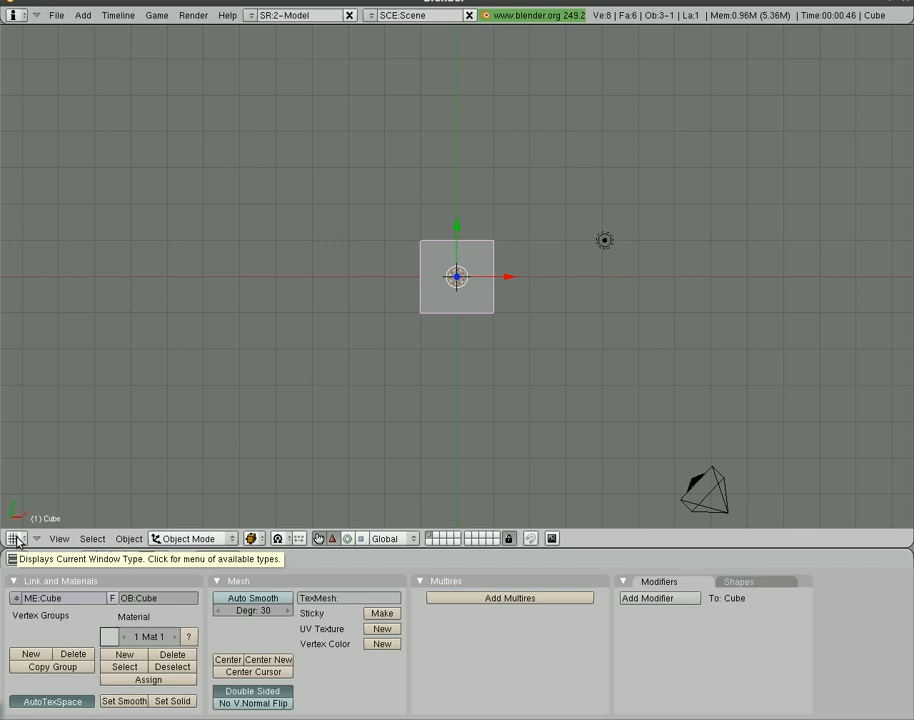 File Add Timeline Game Render Help SR:2-Model SCE:Scene www.blender.org 249.2 Ve:8 | Fa:6 | Ob:3-1 | La:1 | Mem:0.96M (5.36M) | Time:00:00.46 | Cube
(1) Cube
View Select Object Object Mode Global
Displays Current Window Type. Click for menu of available types.
Link and Materials Mesh Multires Modifiers Shapes
ME:Cube F OB:Cube Auto Smooth TexMesh: Add Multires Add Modifier To: Cube
Degr: 30
Vertex Groups Material Sticky Make
1 Mat 1 ? UV Texture New
Vertex Color New
New Delete New Delete
Center Center New
Copy Group Select Deselect Center Cursor
Assign
Double Sided
AutoTexSpace Set Smooth Set Solid No V.Normal Flip